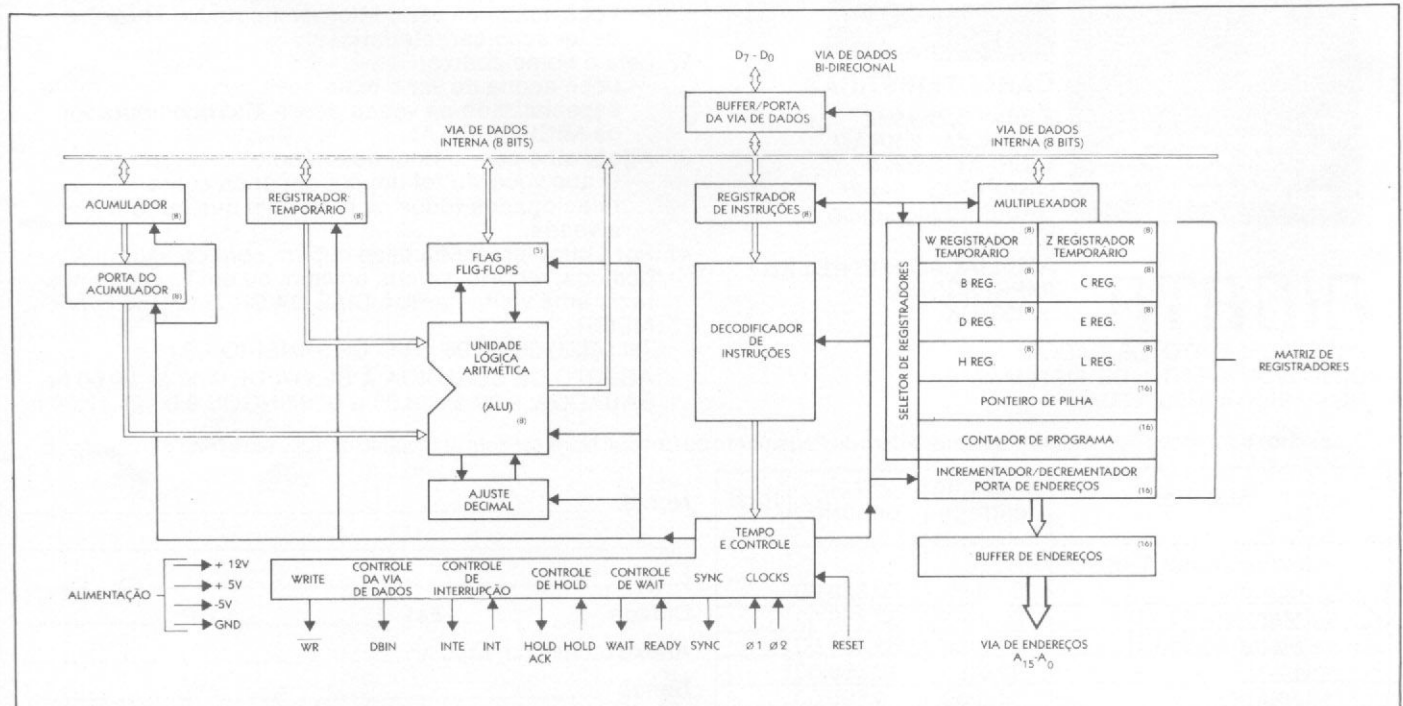 D7 - D0
VIA DE DADOS
BI-DIRECIONAL
BUFFER/PORTA
DA VIA DE DADOS
VIA DE DADOS
INTERNA (8 BITS)
VIA DE DADOS
INTERNA (8 BITS)
ACUMULADOR
(8)
REGISTRADOR-
TEMPORÁRIO
(8)
REGISTRADOR
DE INSTRUÇÕES
(8)
MULTIPLEXADOR
PORTA DO
ACUMULADOR
(8)
FLAG
FLIG-FLOPS
(5)
SELETOR DE REGISTRADORES
W REGISTRADOR
TEMPORARIO
(8)
Z REGISTRADOR
TEMPORÁRIO
(8)
B REG.
(8)
C REG.
(8)
D REG.
(8)
E REG.
(8)
H REG.
(8)
L REG.
(8)
PONTEIRO DE PILHA
(16)
CONTADOR DE PROGRAMA
(16)
INCREMENTADOR/DECREMENTADOR
PORTA DE ENDEREÇOS
(16)
MATRIZ DE
REGISTRADORES
UNIDADE
LÓGICA
ARITMÉTICA
(ALU)
(8)
DECODIFICADOR
DE
INSTRUÇÕES
AJUSTE
DECIMAL
TEMPO
E CONTROLE
BUFFER DE ENDEREÇOS
(16)
ALIMENTAÇÃO
+ 12V
+ 5V
-5V
GND
WRITE
CONTROLE
DA VIA
DE DADOS
CONTROLE
DE
INTERRUPÇÃO
CONTROLE
DE HOLD
CONTROLE
DE WAIT
SYNC
CLOCKS
WR
DBIN
INTE
INT
HOLD
ACK
HOLD
WAIT
READY
SYNC
Ø1
Ø2
RESET
VIA DE ENDEREÇOS
A15-A0